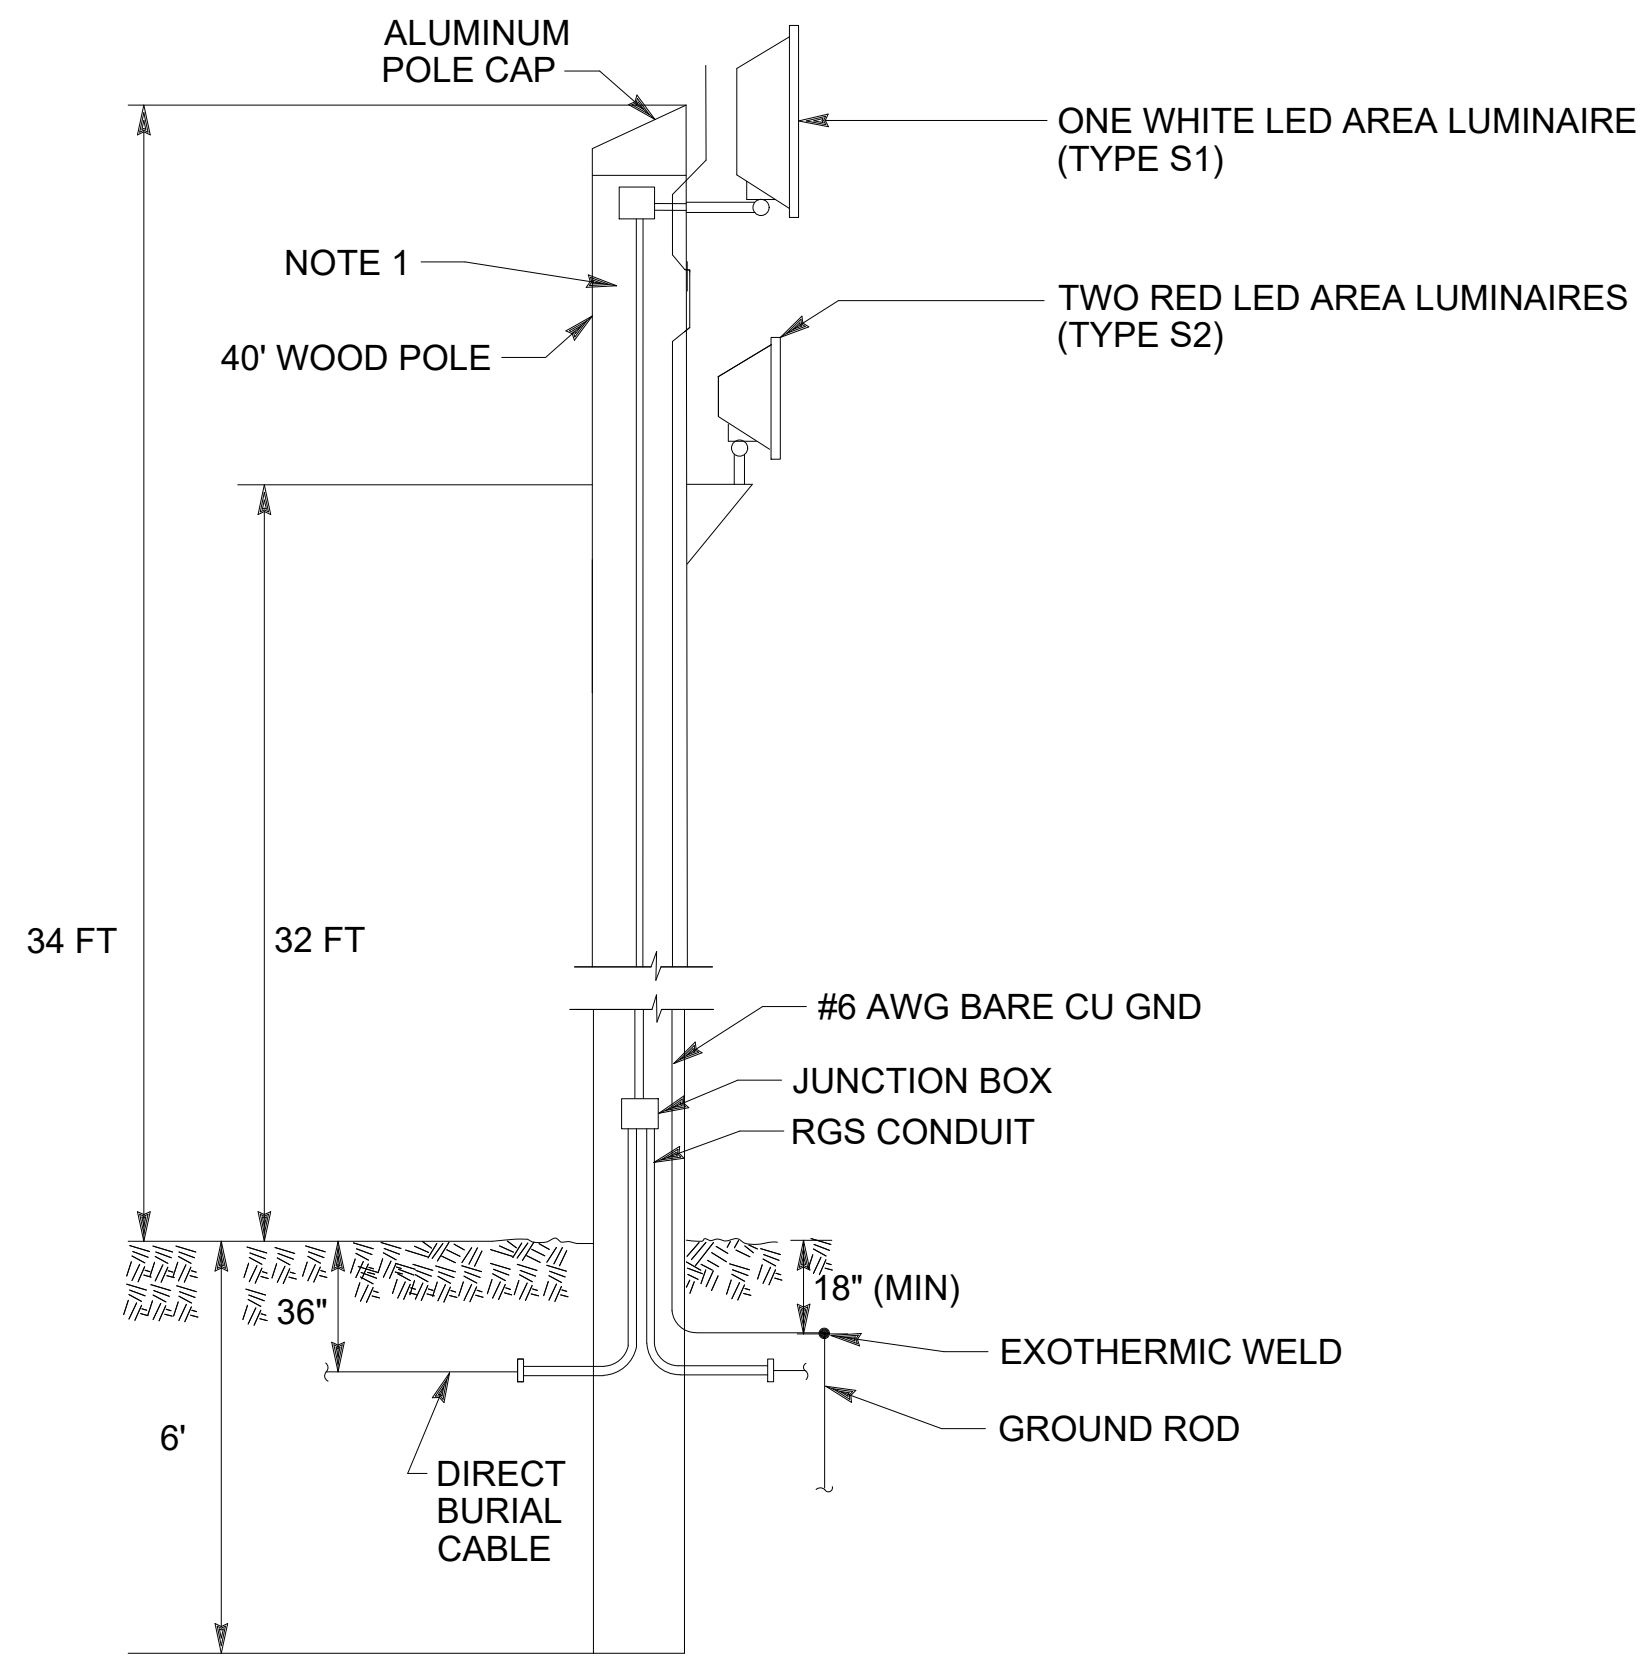 ALUMINUM
POLE CAP
ONE WHITE LED AREA LUMINAIRE
(TYPE S1)
NOTE 1
TWO RED LED AREA LUMINAIRES
(TYPE S2)
40' WOOD POLE
34 FT
32 FT
#6 AWG BARE CU GND
JUNCTION BOX
RGS CONDUIT
18" (MIN)
36"
EXOTHERMIC WELD
GROUND ROD
6'
DIRECT
BURIAL
CABLE